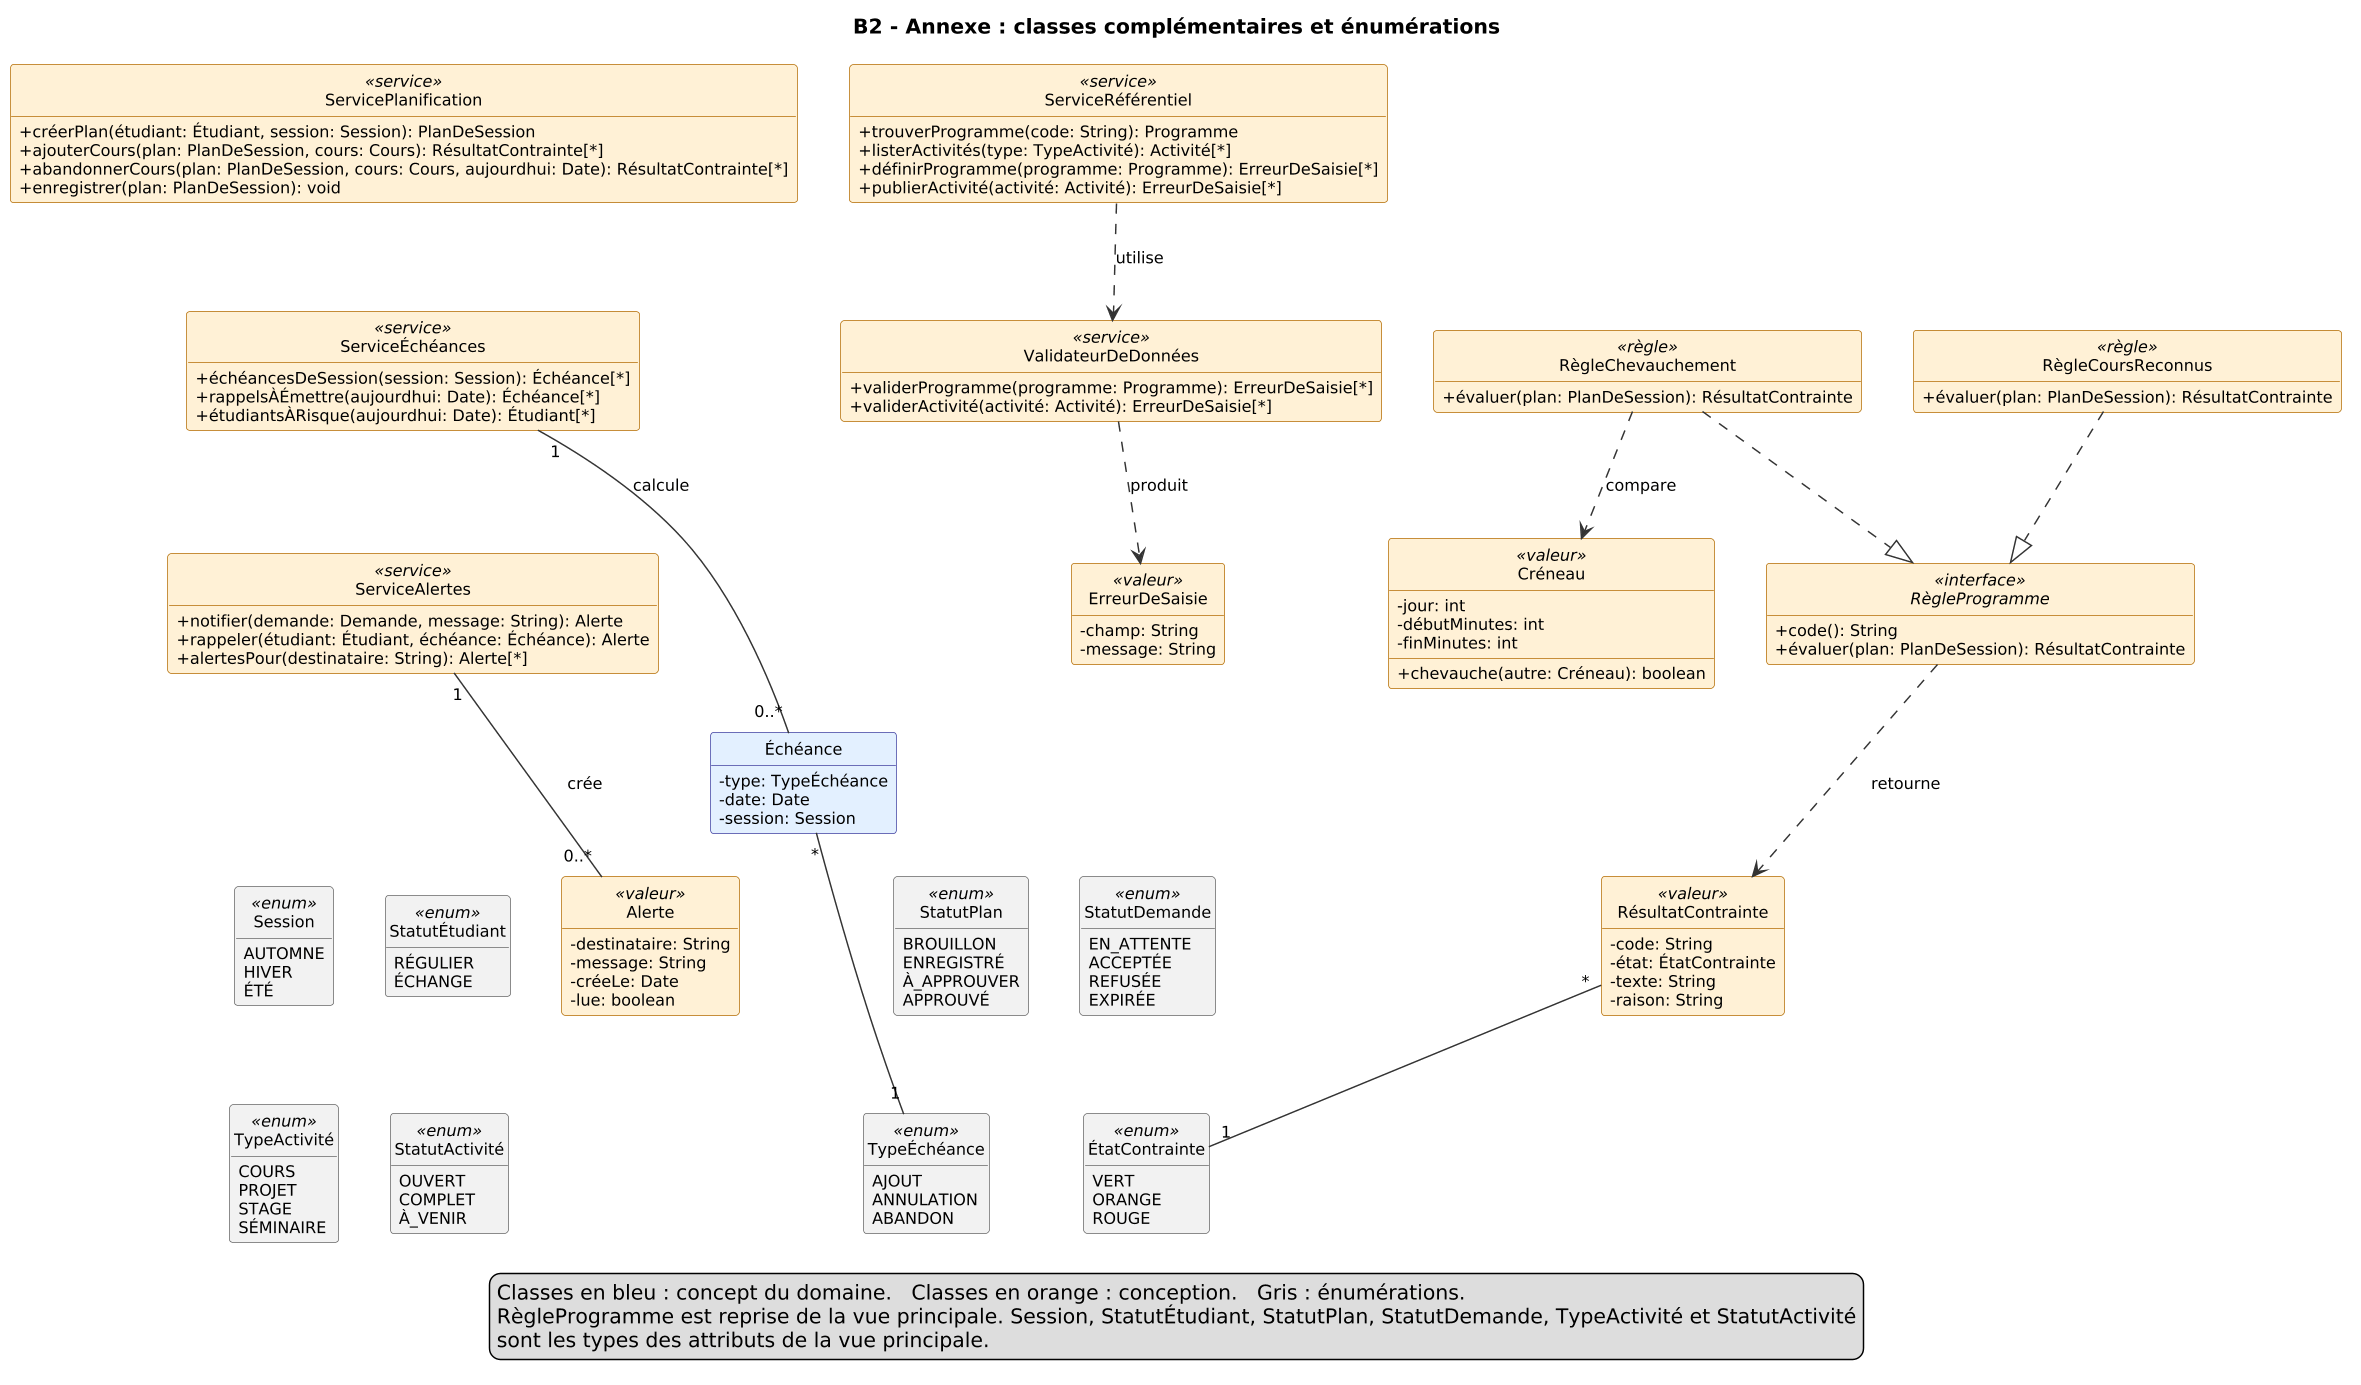 B2 - Annexe : classes complémentaires et énumérations
«service»
ServicePlanification
+créerPlan(étudiant: Étudiant, session: Session): PlanDeSession
+ajouterCours(plan: PlanDeSession, cours: Cours): RésultatContrainte[*]
+abandonnerCours(plan: PlanDeSession, cours: Cours, aujourdhui: Date): RésultatContrainte[*]
+enregistrer(plan: PlanDeSession): void
«service»
ServiceRéférentiel
+trouverProgramme(code: String): Programme
+listerActivités(type: TypeActivité): Activité[*]
+définirProgramme(programme: Programme): ErreurDeSaisie[*]
+publierActivité(activité: Activité): ErreurDeSaisie[*]
utilise
«service»
ServiceÉchéances
+échéancesDeSession(session: Session): Échéance[*]
+rappelsÀÉmettre(aujourdhui: Date): Échéance[*]
+étudiantsÀRisque(aujourdhui: Date): Étudiant[*]
1
calcule
0..*
«service»
ValidateurDeDonnées
+validerProgramme(programme: Programme): ErreurDeSaisie[*]
+validerActivité(activité: Activité): ErreurDeSaisie[*]
produit
«règle»
RègleChevauchement
+évaluer(plan: PlanDeSession): RésultatContrainte
compare
«règle»
RègleCoursReconnus
+évaluer(plan: PlanDeSession): RésultatContrainte
«service»
ServiceAlertes
+notifier(demande: Demande, message: String): Alerte
+rappeler(étudiant: Étudiant, échéance: Échéance): Alerte
+alertesPour(destinataire: String): Alerte[*]
1
crée
0..*
«valeur»
ErreurDeSaisie
-champ: String
-message: String
«valeur»
Créneau
-jour: int
-débutMinutes: int
-finMinutes: int
+chevauche(autre: Créneau): boolean
«interface»
RègleProgramme
+code(): String
+évaluer(plan: PlanDeSession): RésultatContrainte
retourne
Échéance
-type: TypeÉchéance
-date: Date
-session: Session
*
1
«enum»
Session
AUTOMNE
HIVER
ÉTÉ
«enum»
StatutÉtudiant
RÉGULIER
ÉCHANGE
«valeur»
Alerte
-destinataire: String
-message: String
-créeLe: Date
-lue: boolean
«enum»
StatutPlan
BROUILLON
ENREGISTRÉ
À_APPROUVER
APPROUVÉ
«enum»
StatutDemande
EN_ATTENTE
ACCEPTÉE
REFUSÉE
EXPIRÉE
«valeur»
RésultatContrainte
-code: String
-état: ÉtatContrainte
-texte: String
-raison: String
*
1
«enum»
TypeActivité
COURS
PROJET
STAGE
SÉMINAIRE
«enum»
StatutActivité
OUVERT
COMPLET
À_VENIR
«enum»
TypeÉchéance
AJOUT
ANNULATION
ABANDON
«enum»
ÉtatContrainte
VERT
ORANGE
ROUGE
Classes en bleu : concept du domaine. Classes en orange : conception. Gris : énumérations.
RègleProgramme est reprise de la vue principale. Session, StatutÉtudiant, StatutPlan, StatutDemande, TypeActivité et StatutActivité
sont les types des attributs de la vue principale.